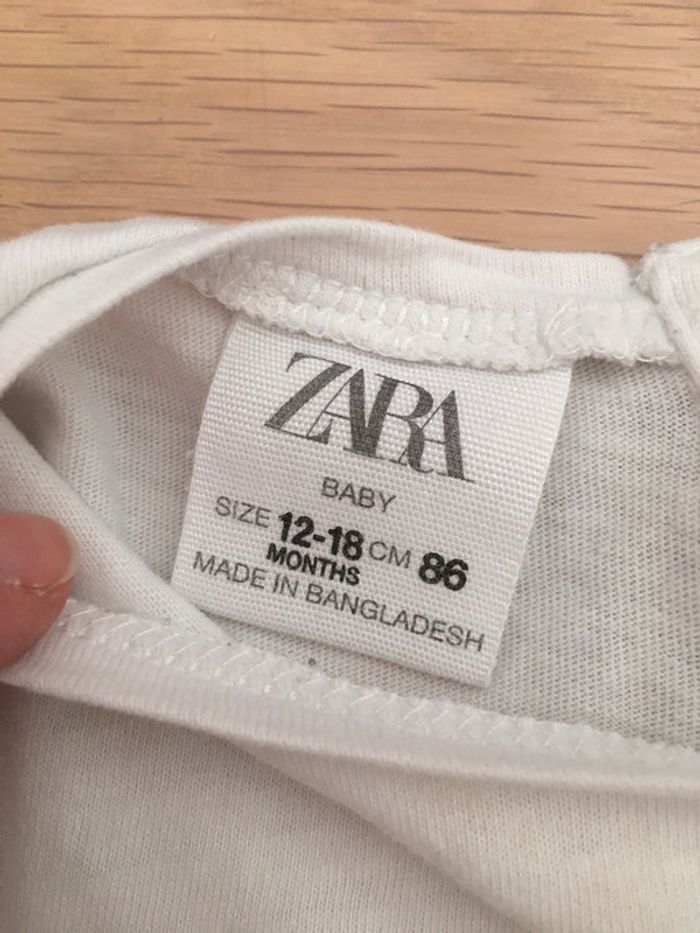 ZARA
BABY
SIZE 12-18 MONTHS CM 86
MADE IN BANGLADESH